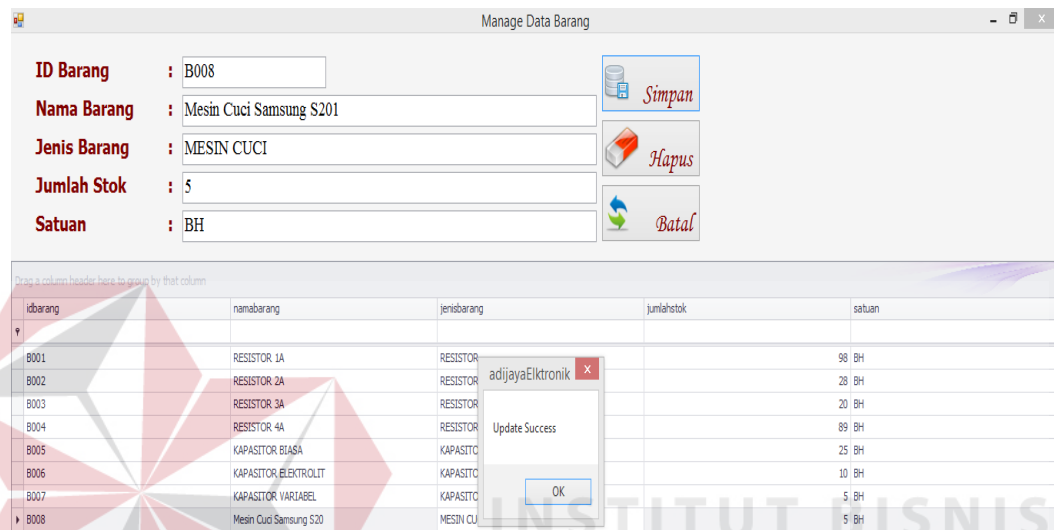 Manage Data Barang
ID Barang : B008
Nama Barang : Mesin Cuci Samsung S201
Jenis Barang : MESIN CUCI
Jumlah Stok : 5
Satuan : BH
Simpan
Hapus
Batal
Drag a column header here to group by that column
idbarang namabarang jenisbarang jumlahstok satuan
B001 RESISTOR 1A RESISTOR 98 BH
B002 RESISTOR 2A RESISTOR 28 BH
B003 RESISTOR 3A RESISTOR 20 BH
B004 RESISTOR 4A RESISTOR 89 BH
B005 KAPASITOR BIASA KAPASITO 25 BH
B006 KAPASITOR ELEKTROLIT KAPASITO 10 BH
B007 KAPASITOR VARIABEL KAPASITO 5 BH
B008 Mesin Cuci Samsung S20 MESIN CU 5 BH
adijayaElktronik x
Update Success
OK
INSTITUT BISNIS